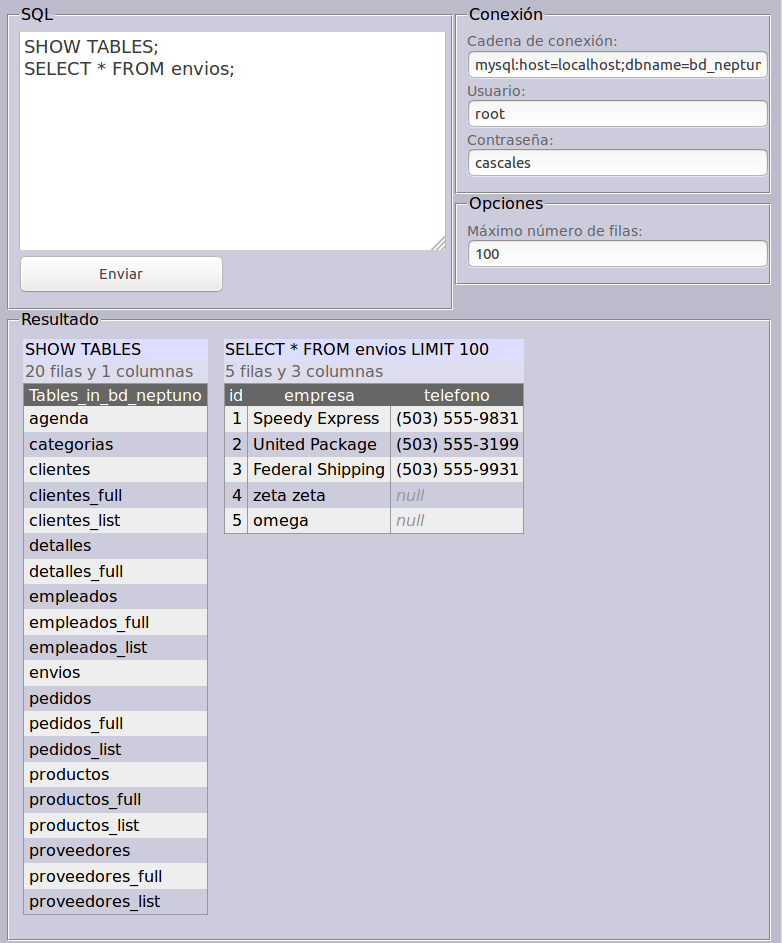 SQL
SHOW TABLES;
SELECT * FROM envios;
Enviar
Conexión
Cadena de conexión:
mysql:host=localhost;dbname=bd_neptun
Usuario:
root
Contraseña:
cascales
Opciones
Máximo número de filas:
100
Resultado
SHOW TABLES
20 filas y 1 columnas
Tables_in_bd_neptuno
agenda
categorias
clientes
clientes_full
clientes_list
detalles
detalles_full
empleados
empleados_full
empleados_list
envios
pedidos
pedidos_full
pedidos_list
productos
productos_full
productos_list
proveedores
proveedores_full
proveedores_list
SELECT * FROM envios LIMIT 100
5 filas y 3 columnas
id empresa telefono
1 Speedy Express (503) 555-9831
2 United Package (503) 555-3199
3 Federal Shipping (503) 555-9931
4 zeta zeta null
5 omega null